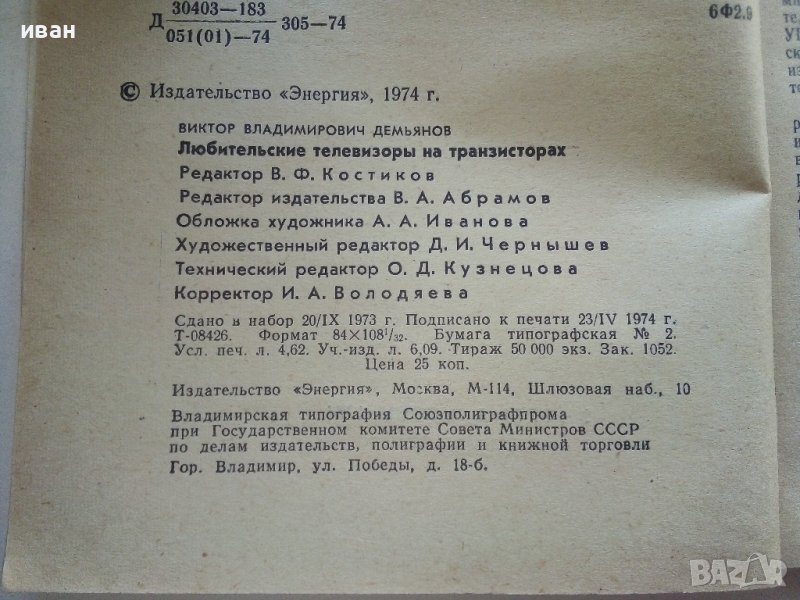 иван
Д 30403—183
051(01)—74 305—74
6Ф2.9
© Издательство «Энергия», 1974 г.
ВИКТОР ВЛАДИМИРОВИЧ ДЕМЬЯНОВ
Любительские телевизоры на транзисторах
Редактор В. Ф. Костиков
Редактор издательства В. А. Абрамов
Обложка художника А. А. Иванова
Художественный редактор Д. И. Чернышев
Технический редактор О. Д. Кузнецова
Корректор И. А. Володяева
Сдано в набор 20/IX 1973 г. Подписано к печати 23/IV 1974 г.
Т-08426. Формат 84×108¹/₃₂. Бумага типографская № 2.
Усл. печ. л. 4,62. Уч.-изд. л. 6,09. Тираж 50 000 экз. Зак. 1052.
Цена 25 коп.
Издательство «Энергия», Москва, М-114, Шлюзовая наб., 10
Владимирская типография Союзполиграфпрома
при Государственном комитете Совета Министров СССР
по делам издательств, полиграфии и книжной торговли
Гор. Владимир, ул. Победы, д. 18-б.
BAZAR
bg